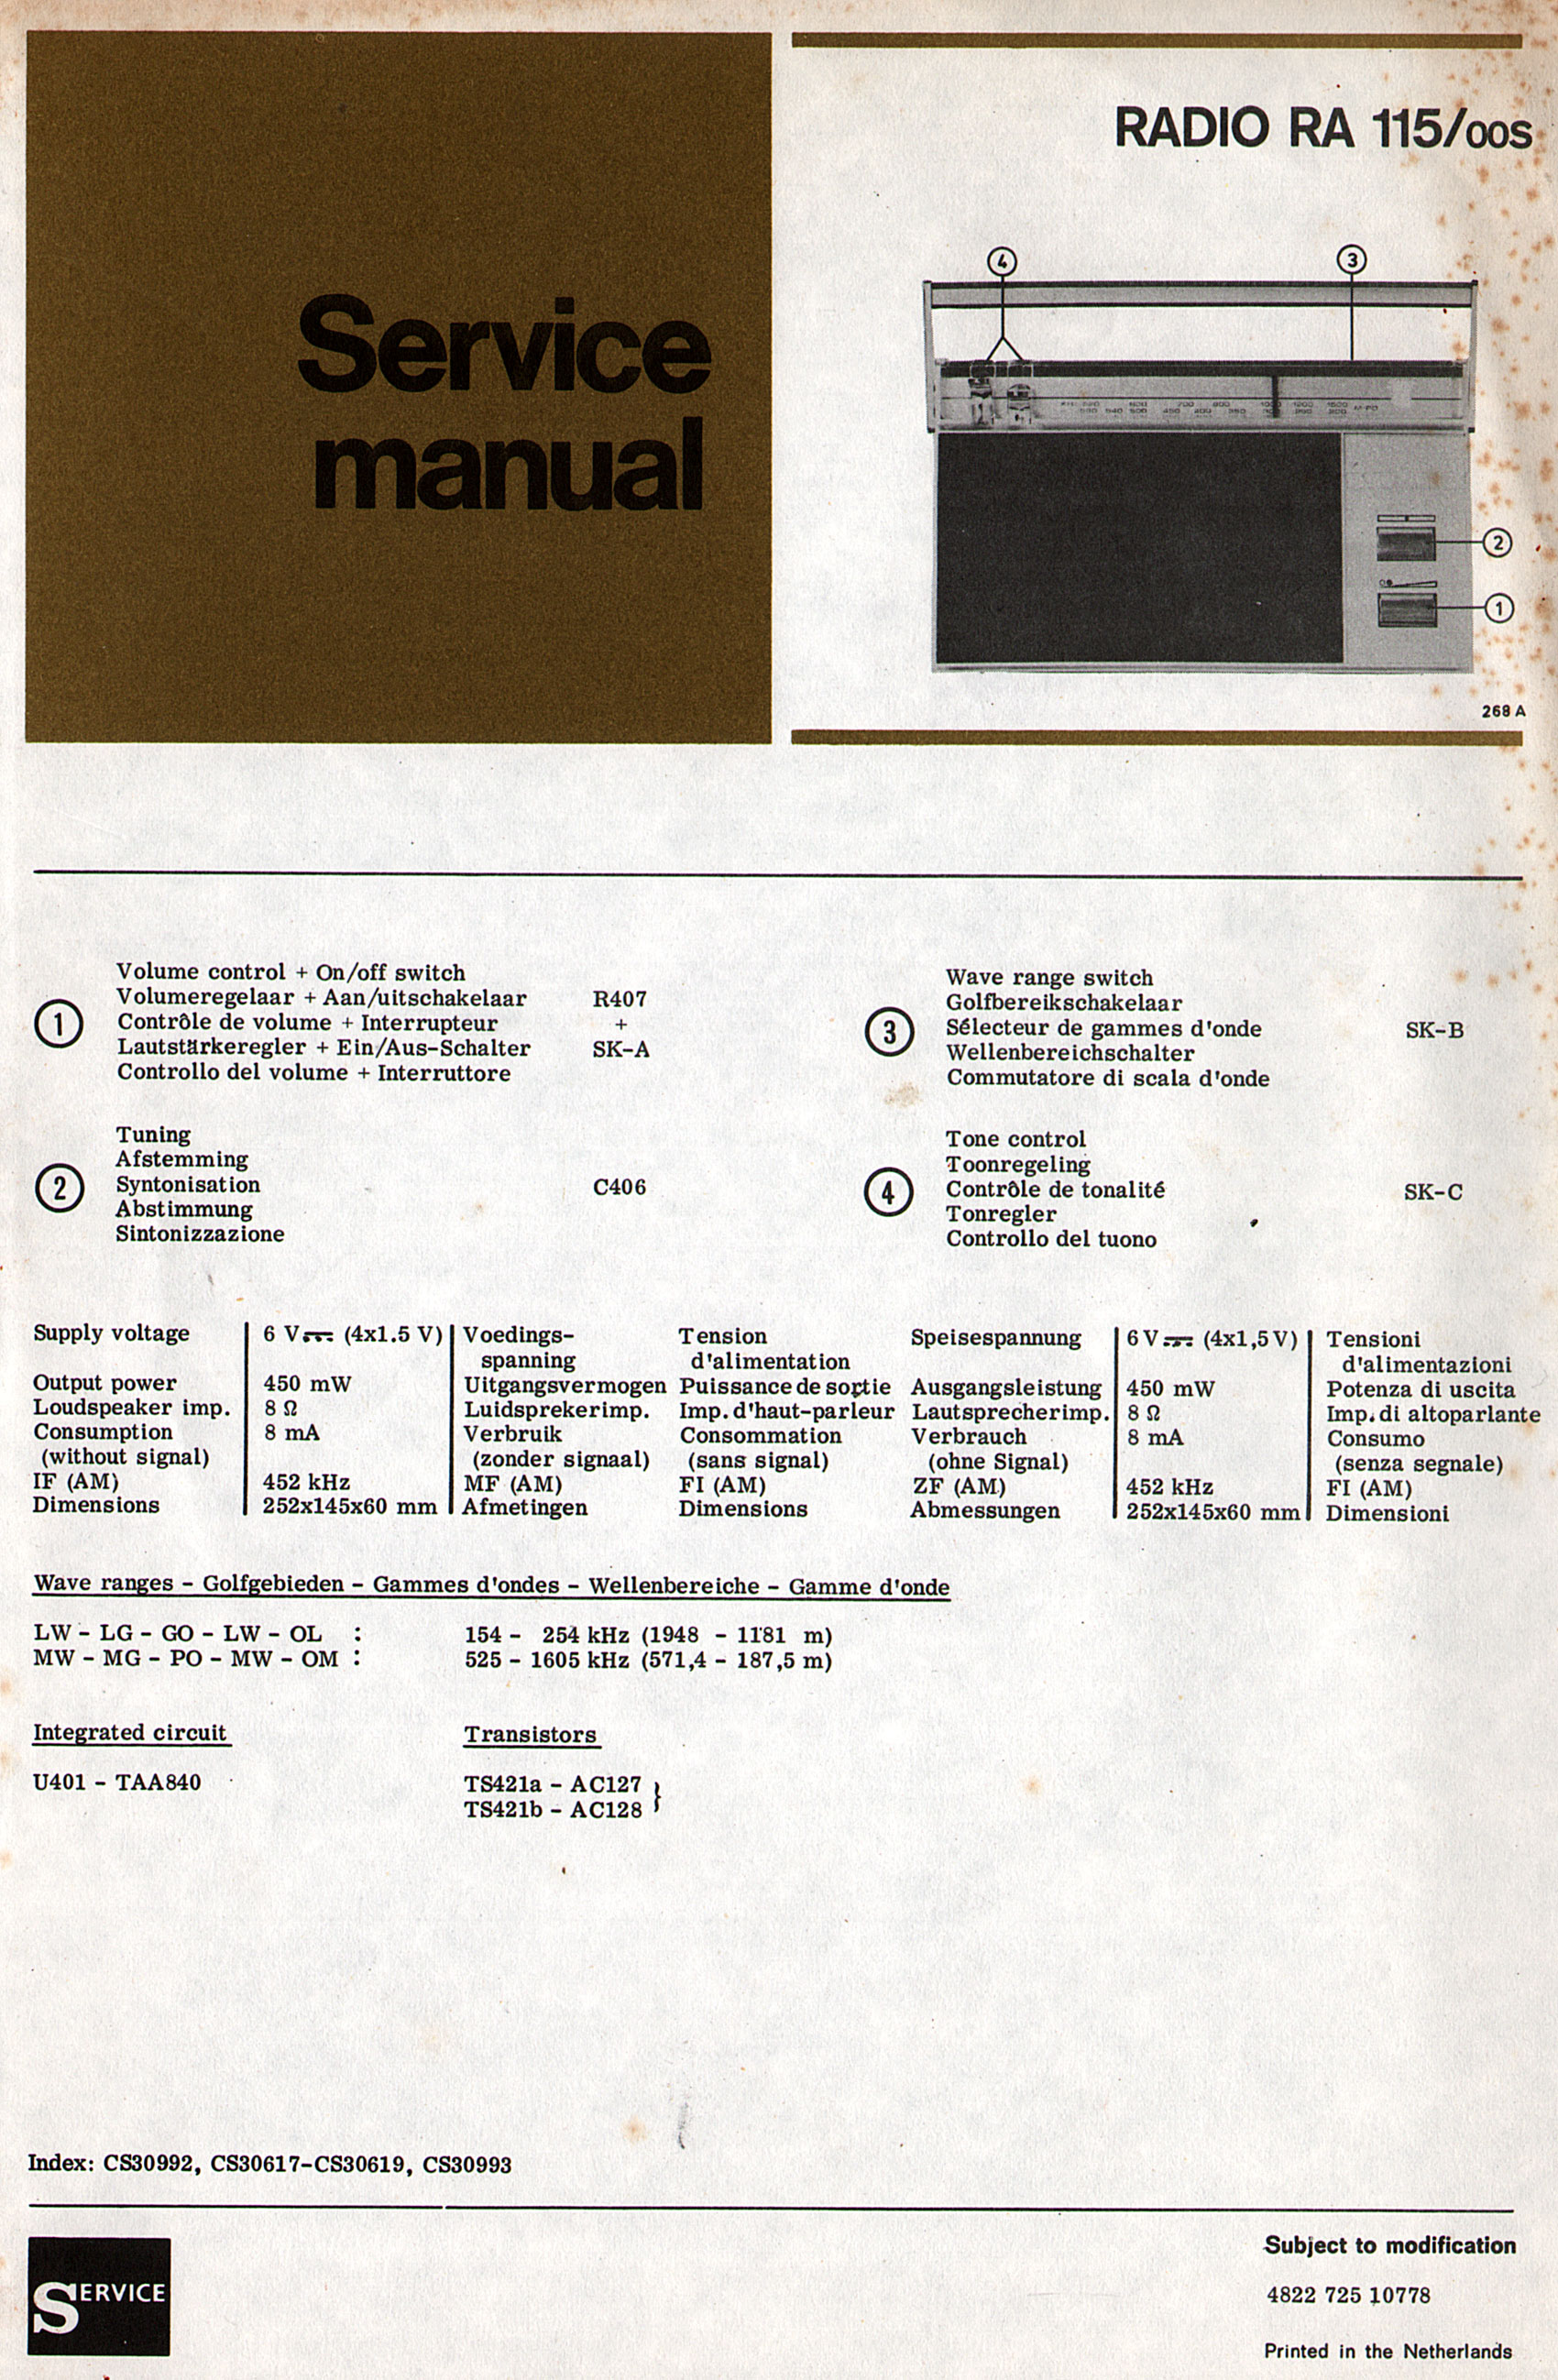 Service
manual
RADIO RA 115/00S
4
3
2
1
268 A
1
Volume control + On/off switch
Volumeregelaar + Aan/uitschakelaar R407
Contrôle de volume + Interrupteur +
Lautstärkeregler + Ein/Aus-Schalter SK-A
Controllo del volume + Interruttore
2
Tuning
Afstemming
Syntonisation C406
Abstimmung
Sintonizzazione
3
Wave range switch
Golfbereikschakelaar
Sélecteur de gammes d'onde SK-B
Wellenbereichschalter
Commutatore di scala d'onde
4
Tone control
Toonregeling
Contrôle de tonalité SK-C
Tonregler
Controllo del tuono
Supply voltage 6 V (4x1.5 V) Voedings- Tension Speisespannung 6 V (4x1,5 V) Tensioni
spanning d'alimentation d'alimentazioni
Output power 450 mW Uitgangsvermogen Puissance de sortie Ausgangsleistung 450 mW Potenza di uscita
Loudspeaker imp. 8 Ω Luidsprekerimp. Imp. d'haut-parleur Lautsprecherimp. 8 Ω Imp. di altoparlante
Consumption 8 mA Verbruik Consommation Verbrauch 8 mA Consumo
(without signal) (zonder signaal) (sans signal) (ohne Signal) (senza segnale)
IF (AM) 452 kHz MF (AM) FI (AM) ZF (AM) 452 kHz FI (AM)
Dimensions 252x145x60 mm Afmetingen Dimensions Abmessungen 252x145x60 mm Dimensioni
Wave ranges - Golfgebieden - Gammes d'ondes - Wellenbereiche - Gamme d'onde
LW - LG - GO - LW - OL : 154 - 254 kHz (1948 - 1181 m)
MW - MG - PO - MW - OM : 525 - 1605 kHz (571,4 - 187,5 m)
Integrated circuit Transistors
U401 - TAA840 TS421a - AC127 }
TS421b - AC128
Index: CS30992, CS30617-CS30619, CS30993
SERVICE
Subject to modification
4822 725 10778
Printed in the Netherlands